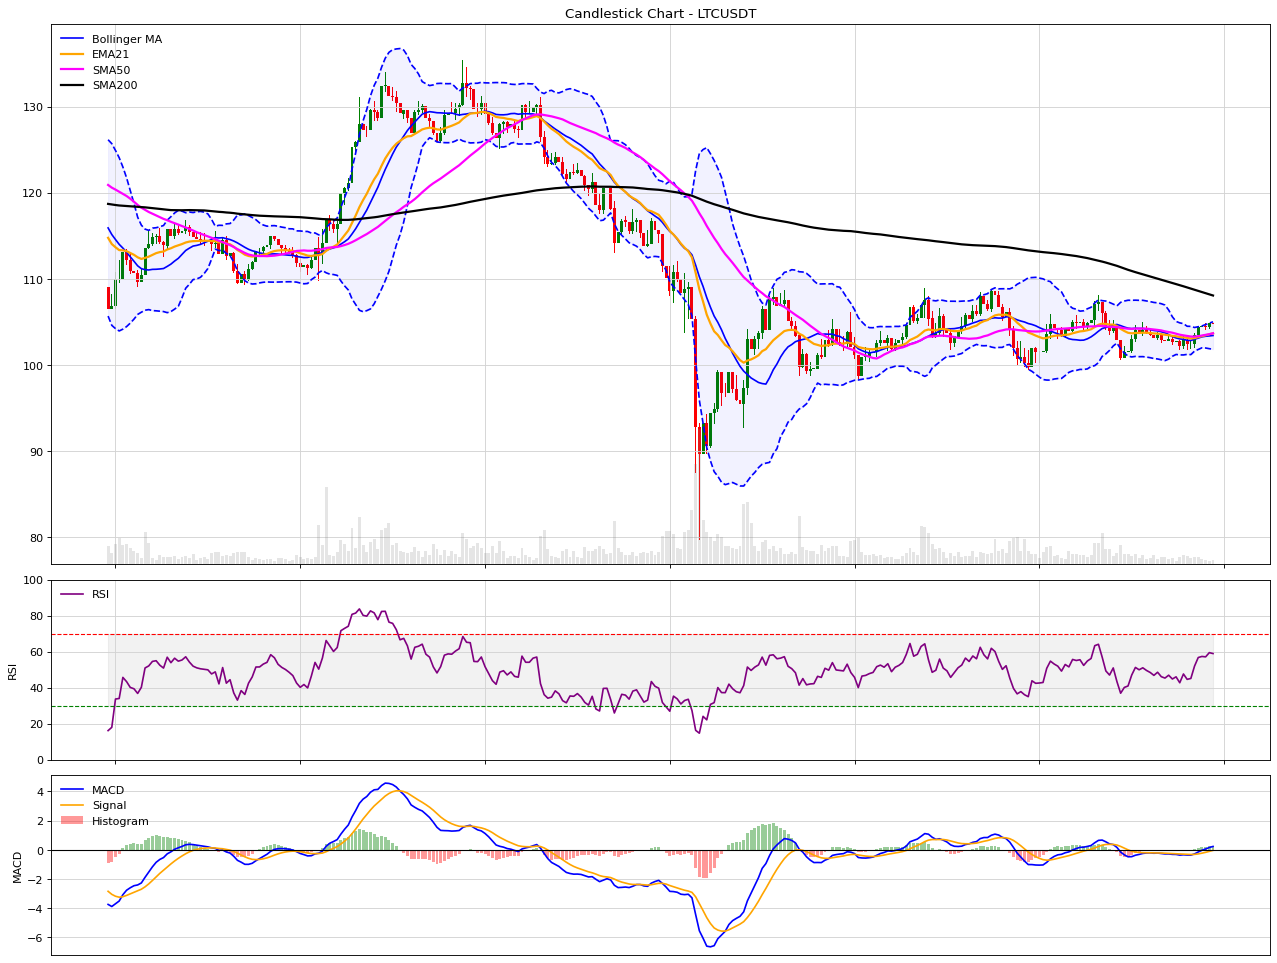 Candlestick Chart - LTCUSDT
Bollinger MA
EMA21
SMA50
SMA200
130
120
110
100
90
80
100
RSI
80
60
RSI
40
20
0
MACD
4
Signal
2
Histogram
0
MACD
−2
−4
−6